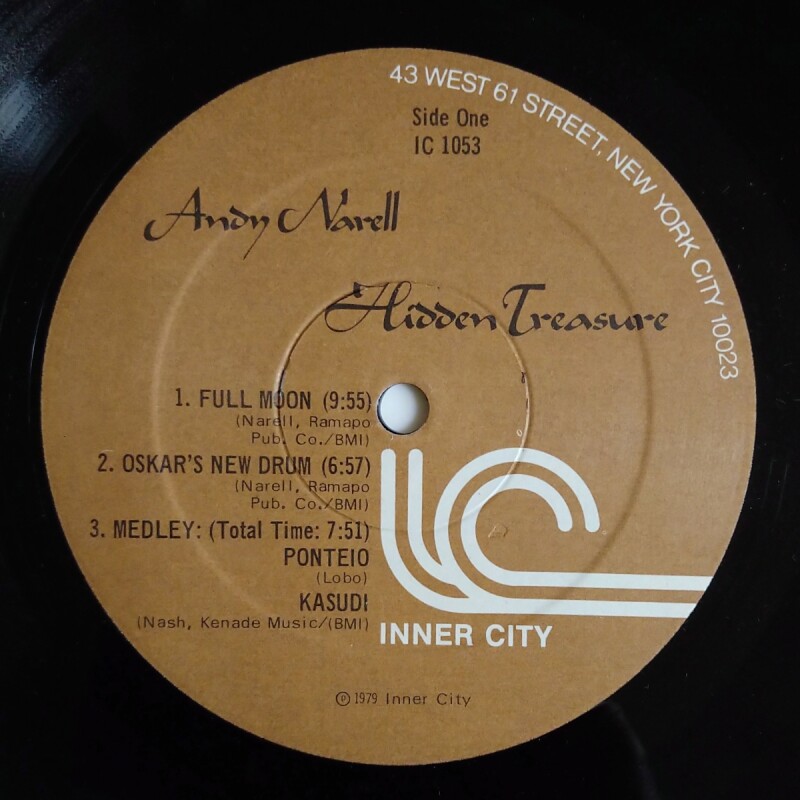 43 WEST 61 STREET, NEW YORK CITY 10023
Side One
IC 1053
Andy Narell
Hidden Treasure
1. FULL MOON (9:55)
(Narell, Ramapo
Pub. Co./BMI)
2. OSKAR'S NEW DRUM (6:57)
(Narell, Ramapo
Pub. Co./BMI)
3. MEDLEY: (Total Time: 7:51)
PONTEIO
(Lobo)
KASUDI
(Nash, Kenade Music/(BMI)
IC
INNER CITY
℗ 1979 Inner City